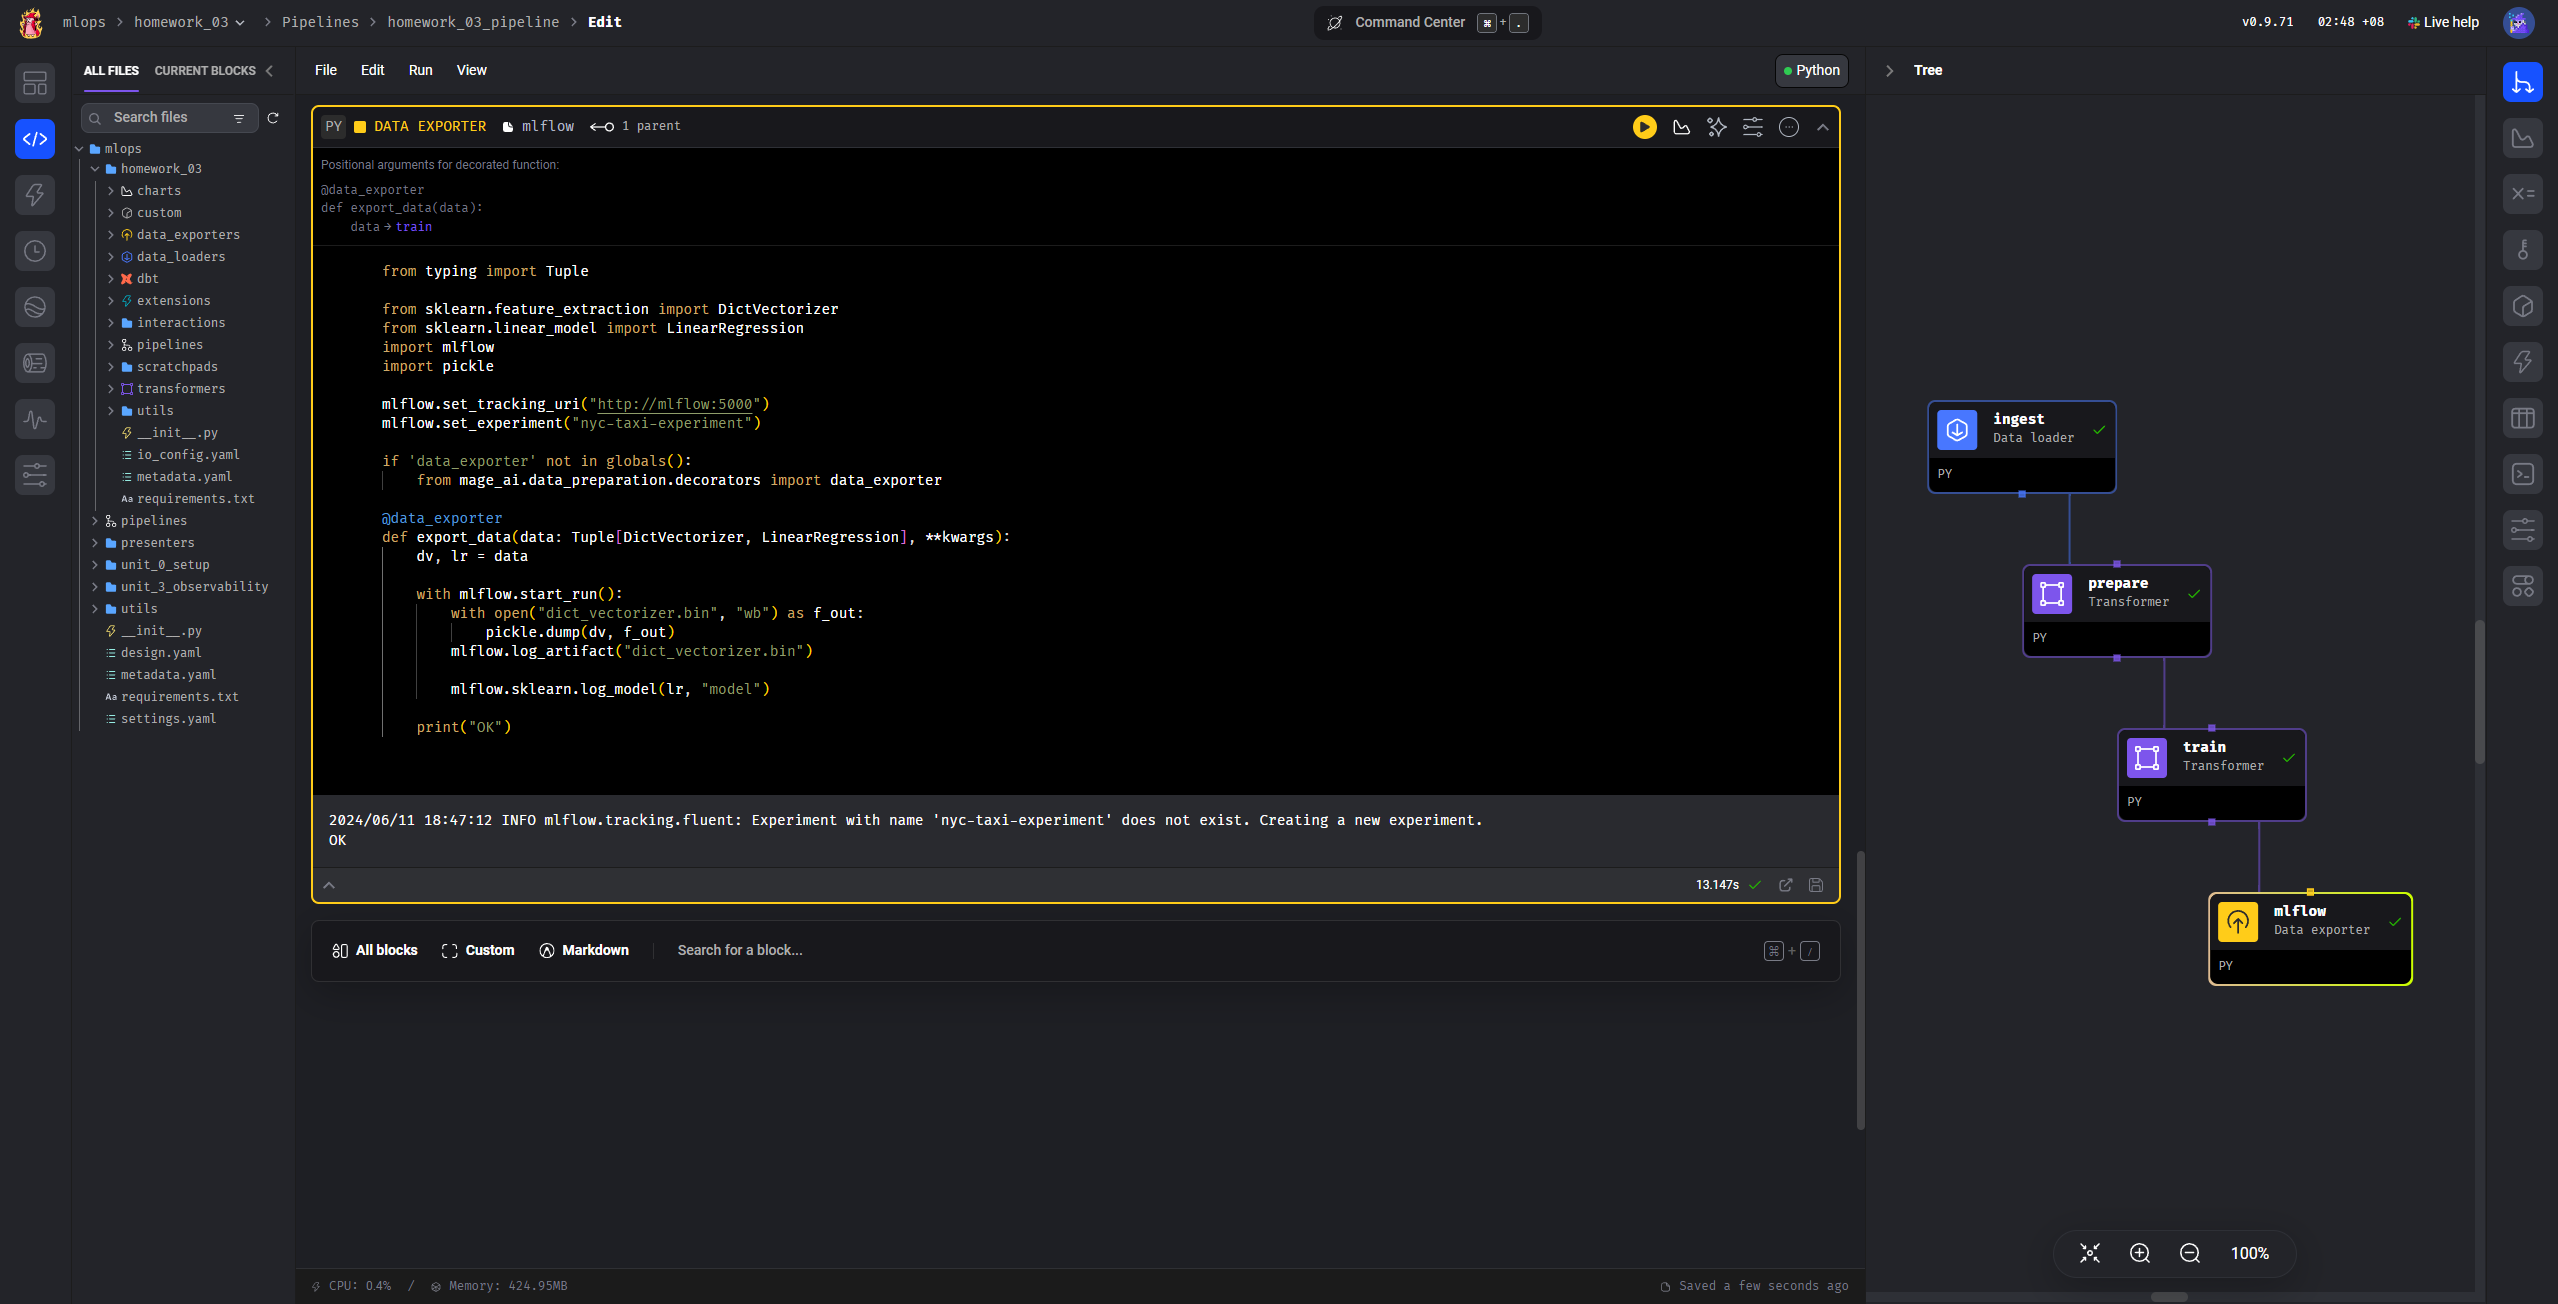 mlops > homework_03 > Pipelines > homework_03_pipeline > Edit
Command Center ⌘ + .
v0.9.71 02:48 +08 Live help
ALL FILES CURRENT BLOCKS
Search files
mlops
homework_03
charts
custom
data_exporters
data_loaders
dbt
extensions
interactions
pipelines
scratchpads
transformers
utils
__init__.py
io_config.yaml
metadata.yaml
requirements.txt
pipelines
presenters
unit_0_setup
unit_3_observability
utils
__init__.py
design.yaml
metadata.yaml
requirements.txt
settings.yaml
File Edit Run View
Python
PY DATA EXPORTER mlflow 1 parent
Positional arguments for decorated function:
@data_exporter
def export_data(data):
data → train
from typing import Tuple
from sklearn.feature_extraction import DictVectorizer
from sklearn.linear_model import LinearRegression
import mlflow
import pickle
mlflow.set_tracking_uri("http://mlflow:5000")
mlflow.set_experiment("nyc-taxi-experiment")
if 'data_exporter' not in globals():
from mage_ai.data_preparation.decorators import data_exporter
@data_exporter
def export_data(data: Tuple[DictVectorizer, LinearRegression], **kwargs):
dv, lr = data
with mlflow.start_run():
with open("dict_vectorizer.bin", "wb") as f_out:
pickle.dump(dv, f_out)
mlflow.log_artifact("dict_vectorizer.bin")
mlflow.sklearn.log_model(lr, "model")
print("OK")
2024/06/11 18:47:12 INFO mlflow.tracking.fluent: Experiment with name 'nyc-taxi-experiment' does not exist. Creating a new experiment.
OK
13.147s
All blocks Custom Markdown Search for a block... ⌘ + /
CPU: 0.4% / Memory: 424.95MB
Saved a few seconds ago
Tree
ingest
Data loader
PY
prepare
Transformer
PY
train
Transformer
PY
mlflow
Data exporter
PY
100%